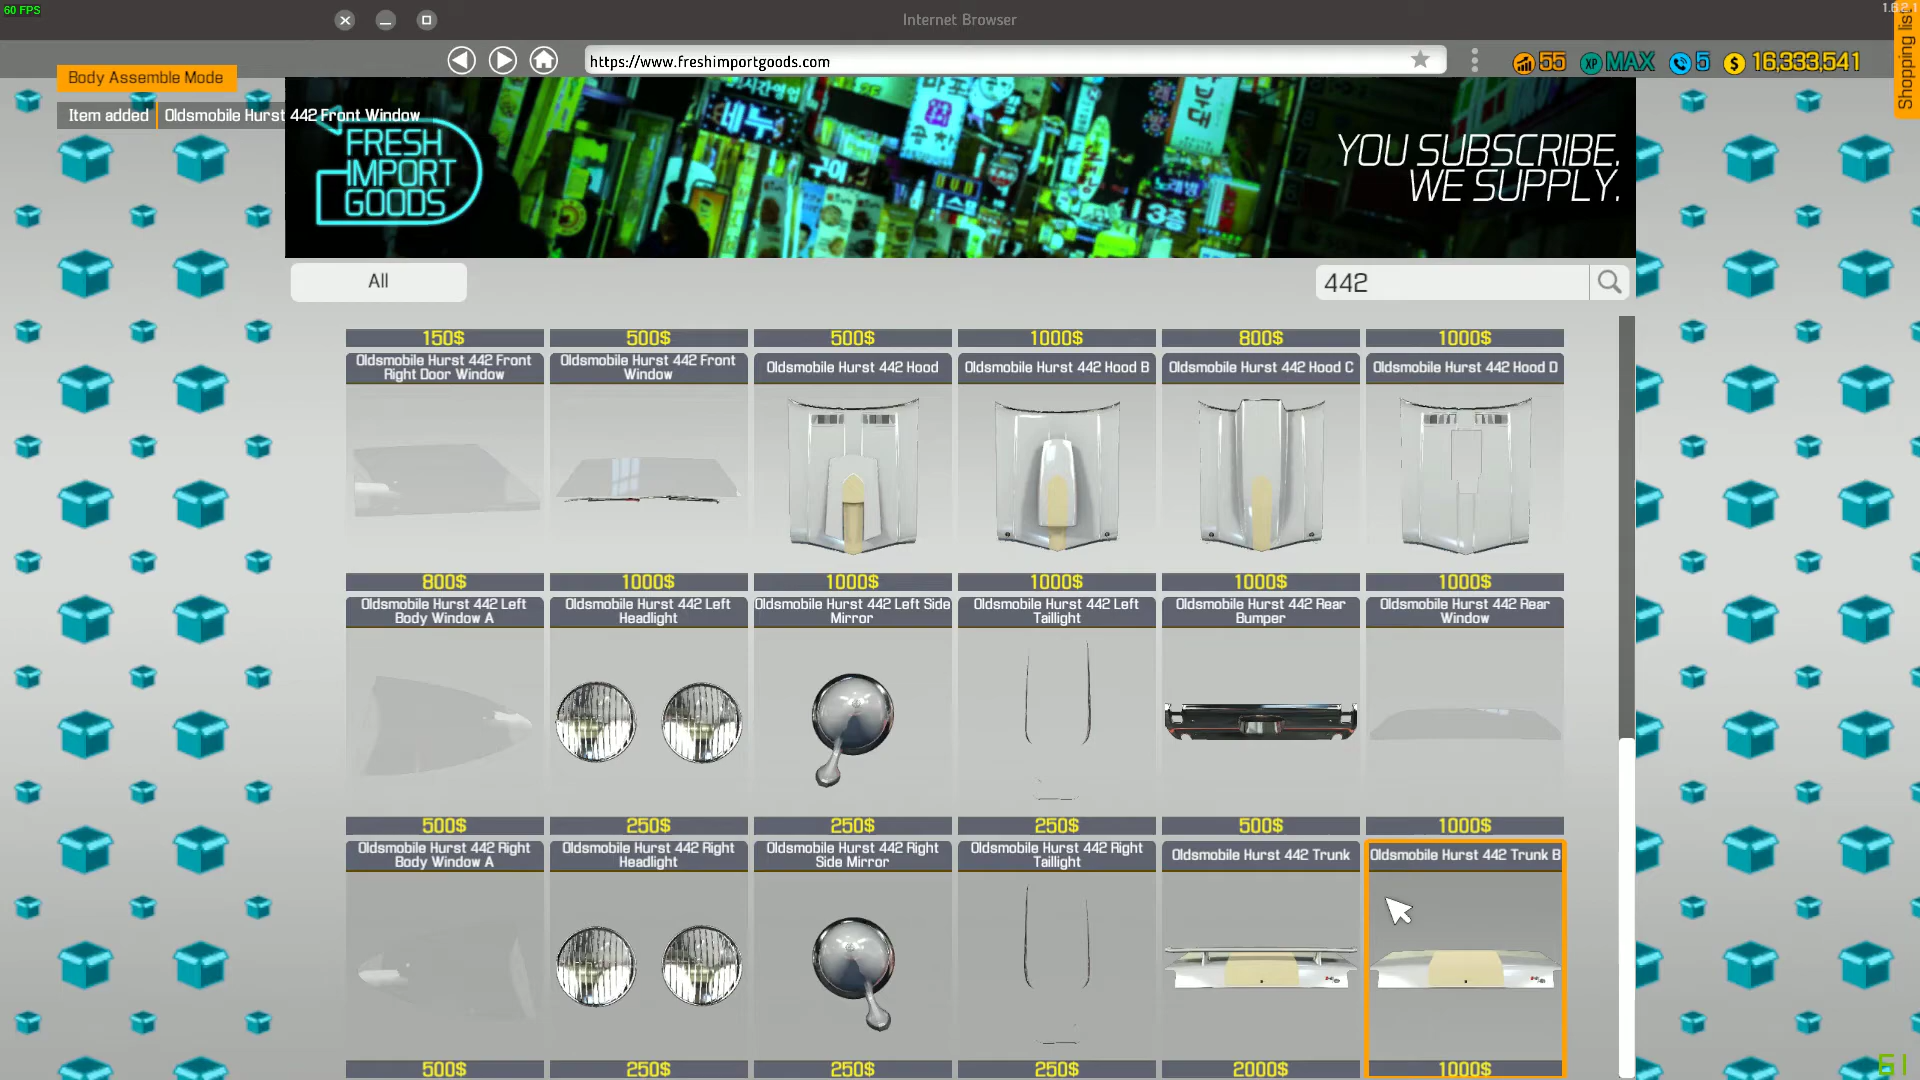 60 FPS
Internet Browser
1.6.2.1
https://www.freshimportgoods.com
55
XP MAX
5
$ 16,333,541
Shopping list
Body Assemble Mode
Item added
Oldsmobile Hurst 442 Front Window
FRESH
IMPORT
GOODS
YOU SUBSCRIBE.
WE SUPPLY.
All
442
150$
500$
500$
1000$
800$
1000$
Oldsmobile Hurst 442 Front
Right Door Window
Oldsmobile Hurst 442 Front
Window
Oldsmobile Hurst 442 Hood
Oldsmobile Hurst 442 Hood B
Oldsmobile Hurst 442 Hood C
Oldsmobile Hurst 442 Hood D
800$
1000$
1000$
1000$
1000$
1000$
Oldsmobile Hurst 442 Left
Body Window A
Oldsmobile Hurst 442 Left
Headlight
Oldsmobile Hurst 442 Left Side
Mirror
Oldsmobile Hurst 442 Left
Taillight
Oldsmobile Hurst 442 Rear
Bumper
Oldsmobile Hurst 442 Rear
Window
500$
250$
250$
250$
500$
1000$
Oldsmobile Hurst 442 Right
Body Window A
Oldsmobile Hurst 442 Right
Headlight
Oldsmobile Hurst 442 Right
Side Mirror
Oldsmobile Hurst 442 Right
Taillight
Oldsmobile Hurst 442 Trunk
Oldsmobile Hurst 442 Trunk B
500$
250$
250$
250$
2000$
1000$
61